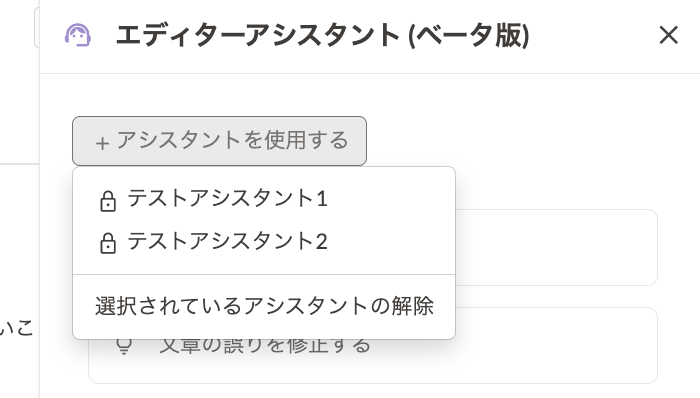 エディターアシスタント (ベータ版)
+ アシスタントを使用する
テストアシスタント1
テストアシスタント2
選択されているアシスタントの解除
いこ
文章の誤りを修正する